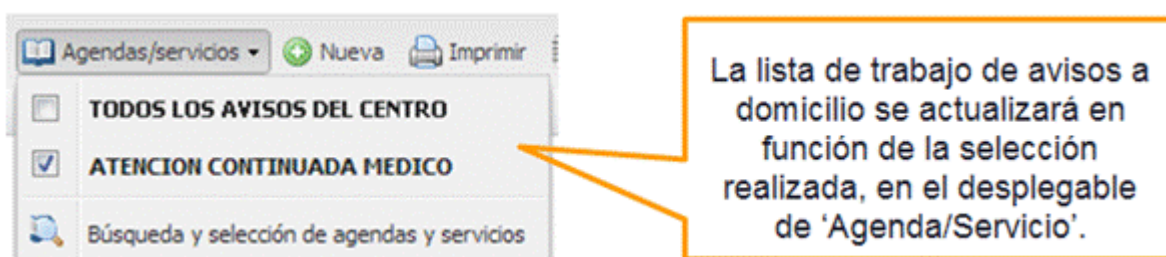 Agendas/servicios Nueva Imprimir
TODOS LOS AVISOS DEL CENTRO
ATENCION CONTINUADA MEDICO
Búsqueda y selección de agendas y servicios
La lista de trabajo de avisos a
domicilio se actualizará en
función de la selección
realizada, en el desplegable
de ‘Agenda/Servicio’.